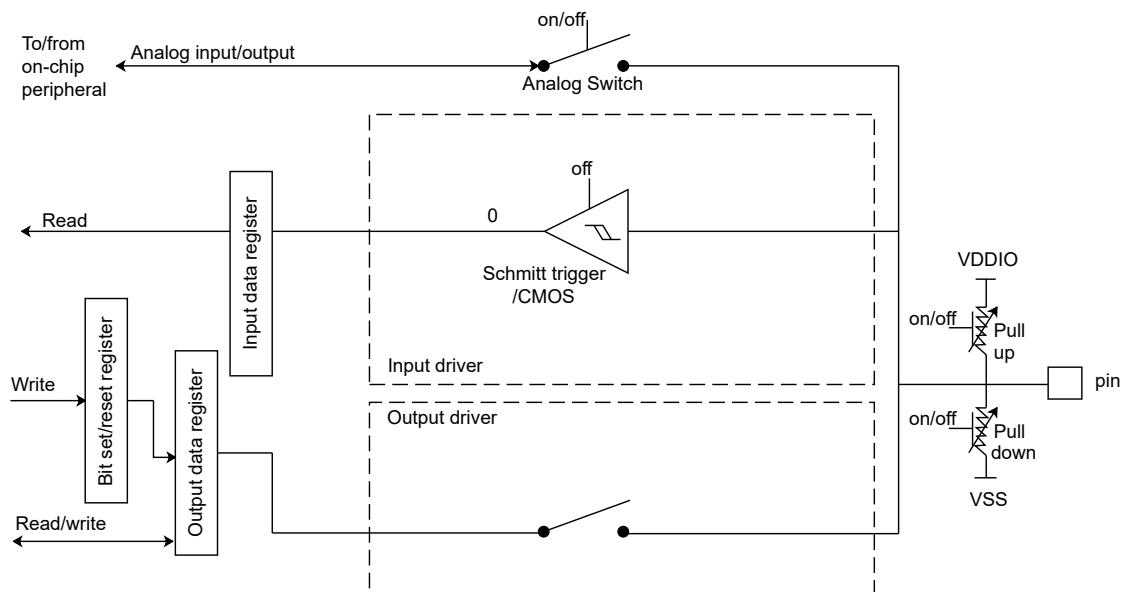 on/off
To/from
on-chip
peripheral
Analog input/output
Analog Switch
off
Read
Input data register
0
Schmitt trigger
/CMOS
VDDIO
on/off
Pull
up
Input driver
Write
Bit set/reset register
Output data register
pin
Output driver
on/off
Pull
down
VSS
Read/write